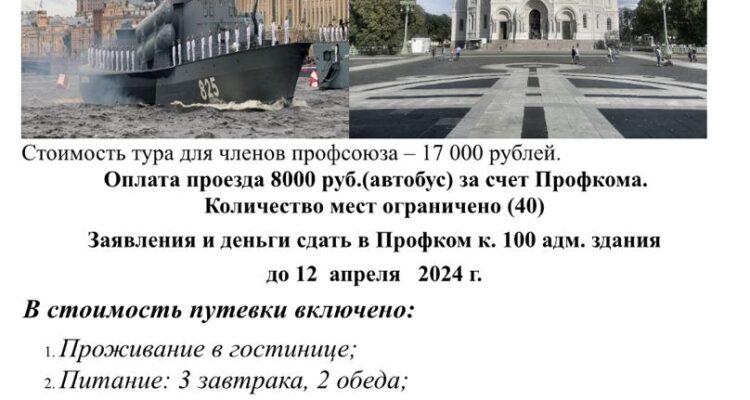 825
Стоимость тура для членов профсоюза – 17 000 рублей.
Оплата проезда 8000 руб.(автобус) за счет Профкома.
Количество мест ограничено (40)
Заявления и деньги сдать в Профком к. 100 адм. здания
до 12 апреля 2024 г.
В стоимость путевки включено:
1. Проживание в гостинице;
2. Питание: 3 завтрака, 2 обеда;